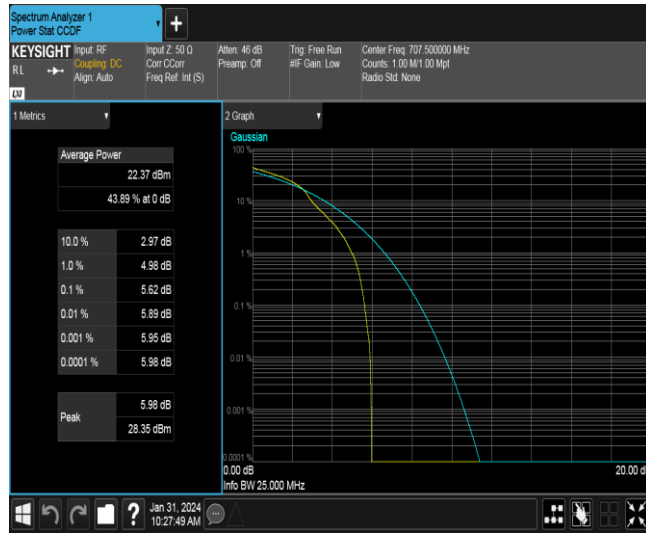 Spectrum Analyzer 1
Power Stat CCDF
KEYSIGHT
RL
LXI
Input: RF
Coupling: DC
Align: Auto
Input Z: 50 Ω
Corr CCorr
Freq Ref: Int (S)
Atten: 46 dB
Preamp: Off
Trig: Free Run
#IF Gain: Low
Center Freq: 707.500000 MHz
Counts: 1.00 M/1.00 Mpt
Radio Std: None
1 Metrics
Average Power
22.37 dBm
43.89 % at 0 dB
10.0 % 2.97 dB
1.0 % 4.98 dB
0.1 % 5.62 dB
0.01 % 5.89 dB
0.001 % 5.95 dB
0.0001 % 5.98 dB
Peak
5.98 dB
28.35 dBm
2 Graph
Gaussian
100 %
10 %
1 %
0.1 %
0.01 %
0.001 %
0.0001 %
0.00 dB
20.00 d
Info BW 25.000 MHz
?
Jan 31, 2024
10:27:49 AM